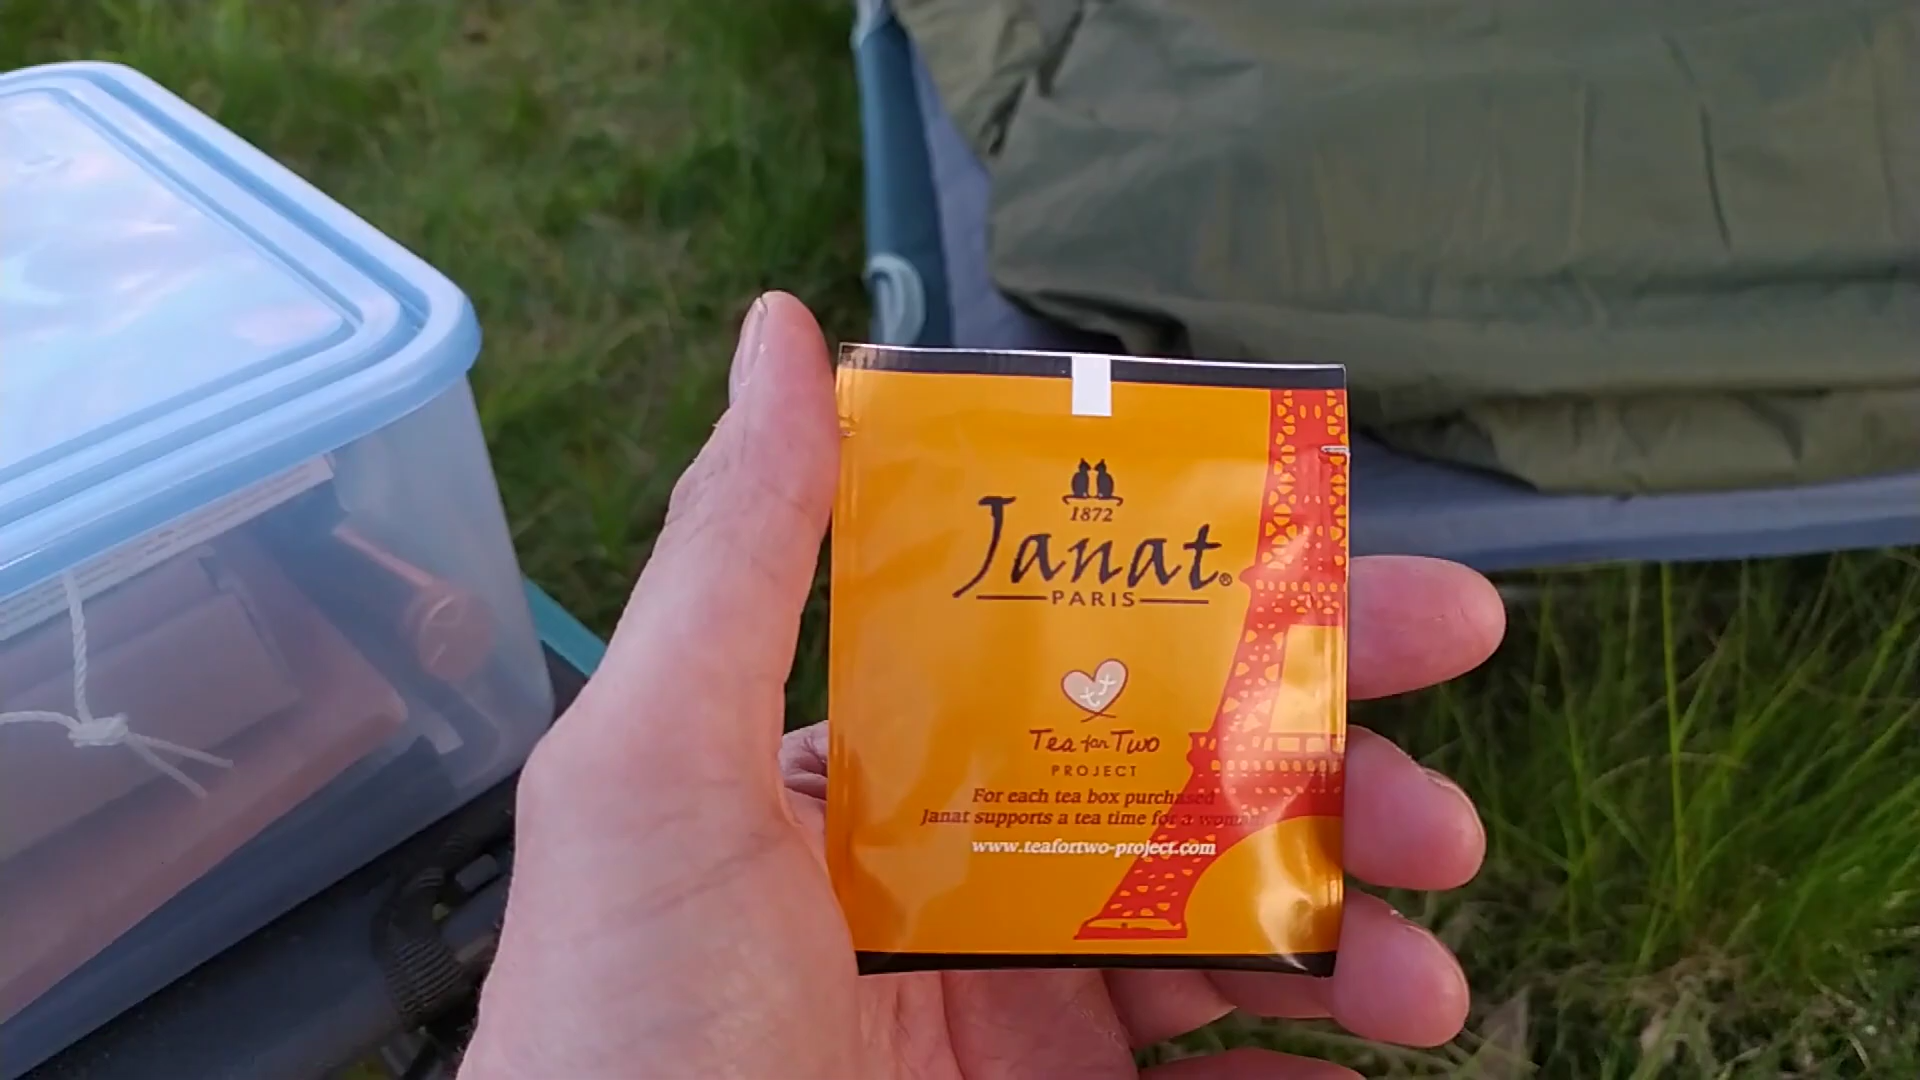 1872
Janat®
PARIS
tt
Tea for Two
PROJECT
For each tea box purchased
Janat supports a tea time for a woman
www.teafortwo-project.com